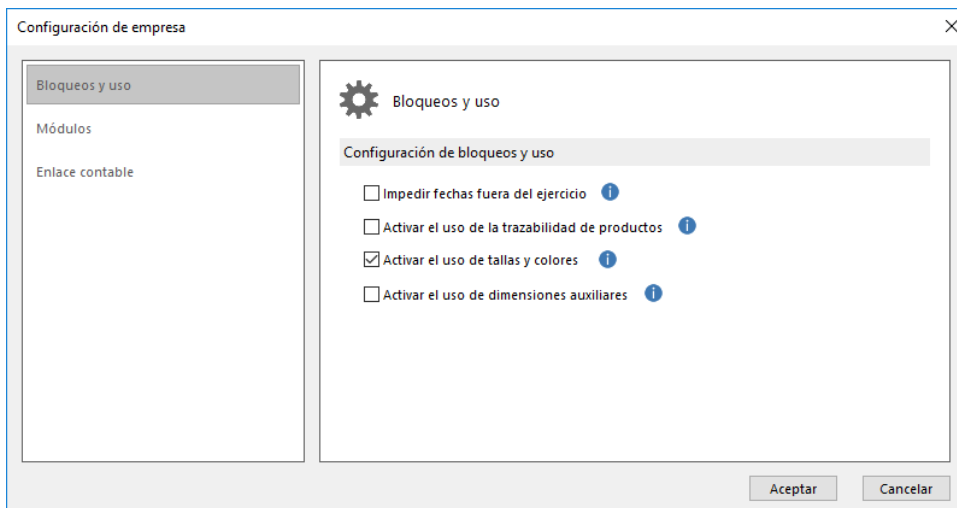 Configuración de empresa
Bloqueos y uso
Módulos
Enlace contable
Bloqueos y uso
Configuración de bloqueos y uso
Impedir fechas fuera del ejercicio
Activar el uso de la trazabilidad de productos
Activar el uso de tallas y colores
Activar el uso de dimensiones auxiliares
Aceptar
Cancelar